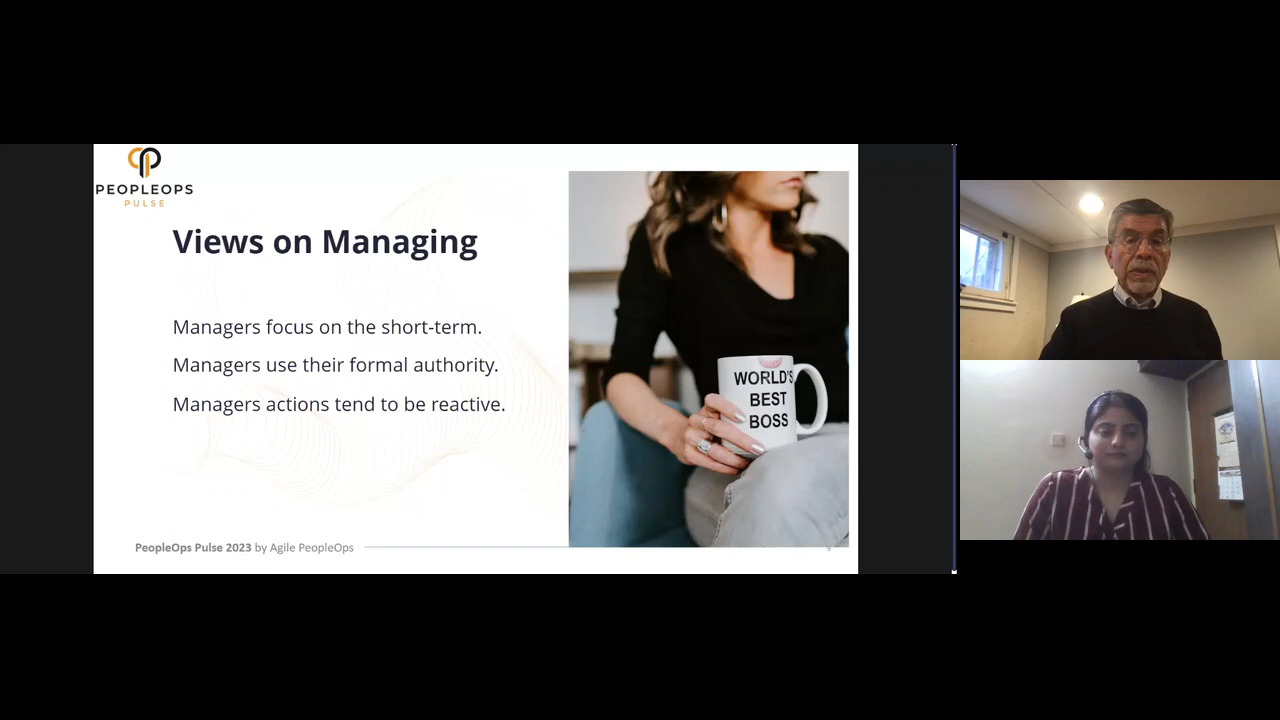 PEOPLEOPS
PULSE
Views on Managing
Managers focus on the short-term.
Managers use their formal authority.
Managers actions tend to be reactive.
WORLD'S
BEST
BOSS
PeopleOps Pulse 2023 by Agile PeopleOps
9